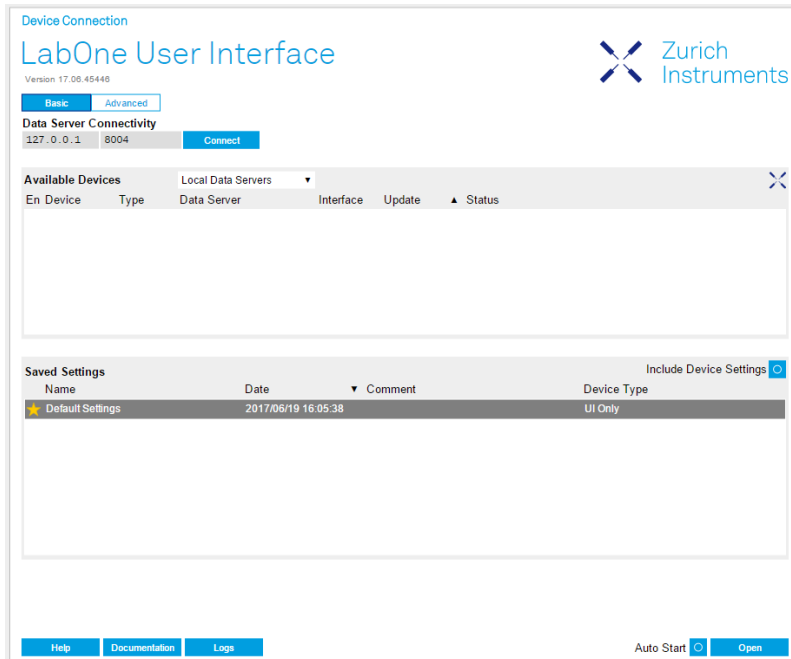 Device Connection
LabOne User Interface
Zurich
Instruments
Version 17.06.45446
Basic Advanced
Data Server Connectivity
127.0.0.1 8004 Connect
Available Devices Local Data Servers ▼
En Device Type Data Server Interface Update ▲ Status
Saved Settings Include Device Settings
Name Date ▼ Comment Device Type
Default Settings 2017/06/19 16:05:38 UI Only
Help Documentation Logs Auto Start Open